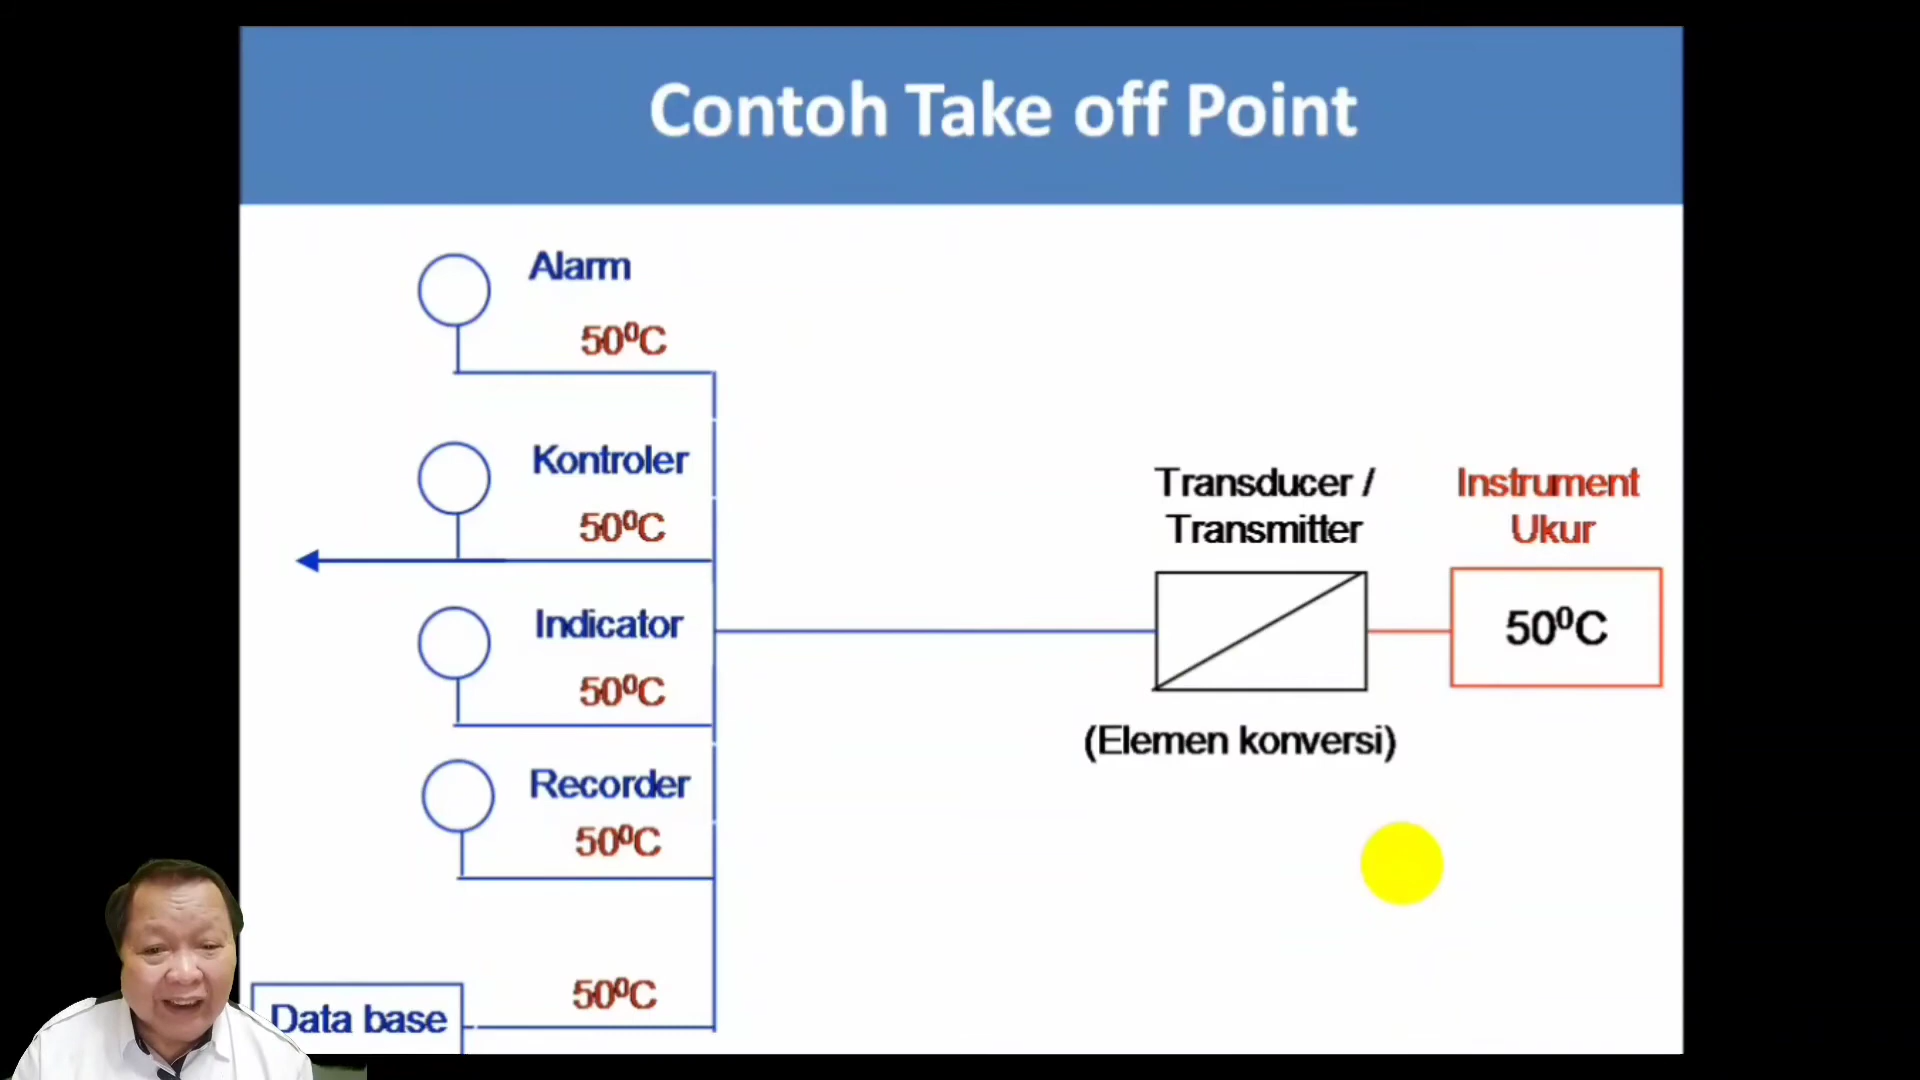 Contoh Take off Point
Alarm
50⁰C
Kontroler
50⁰C
Indicator
50⁰C
Recorder
50⁰C
50⁰C
Data base
Transducer /
Transmitter
(Elemen konversi)
Instrument
Ukur
50⁰C